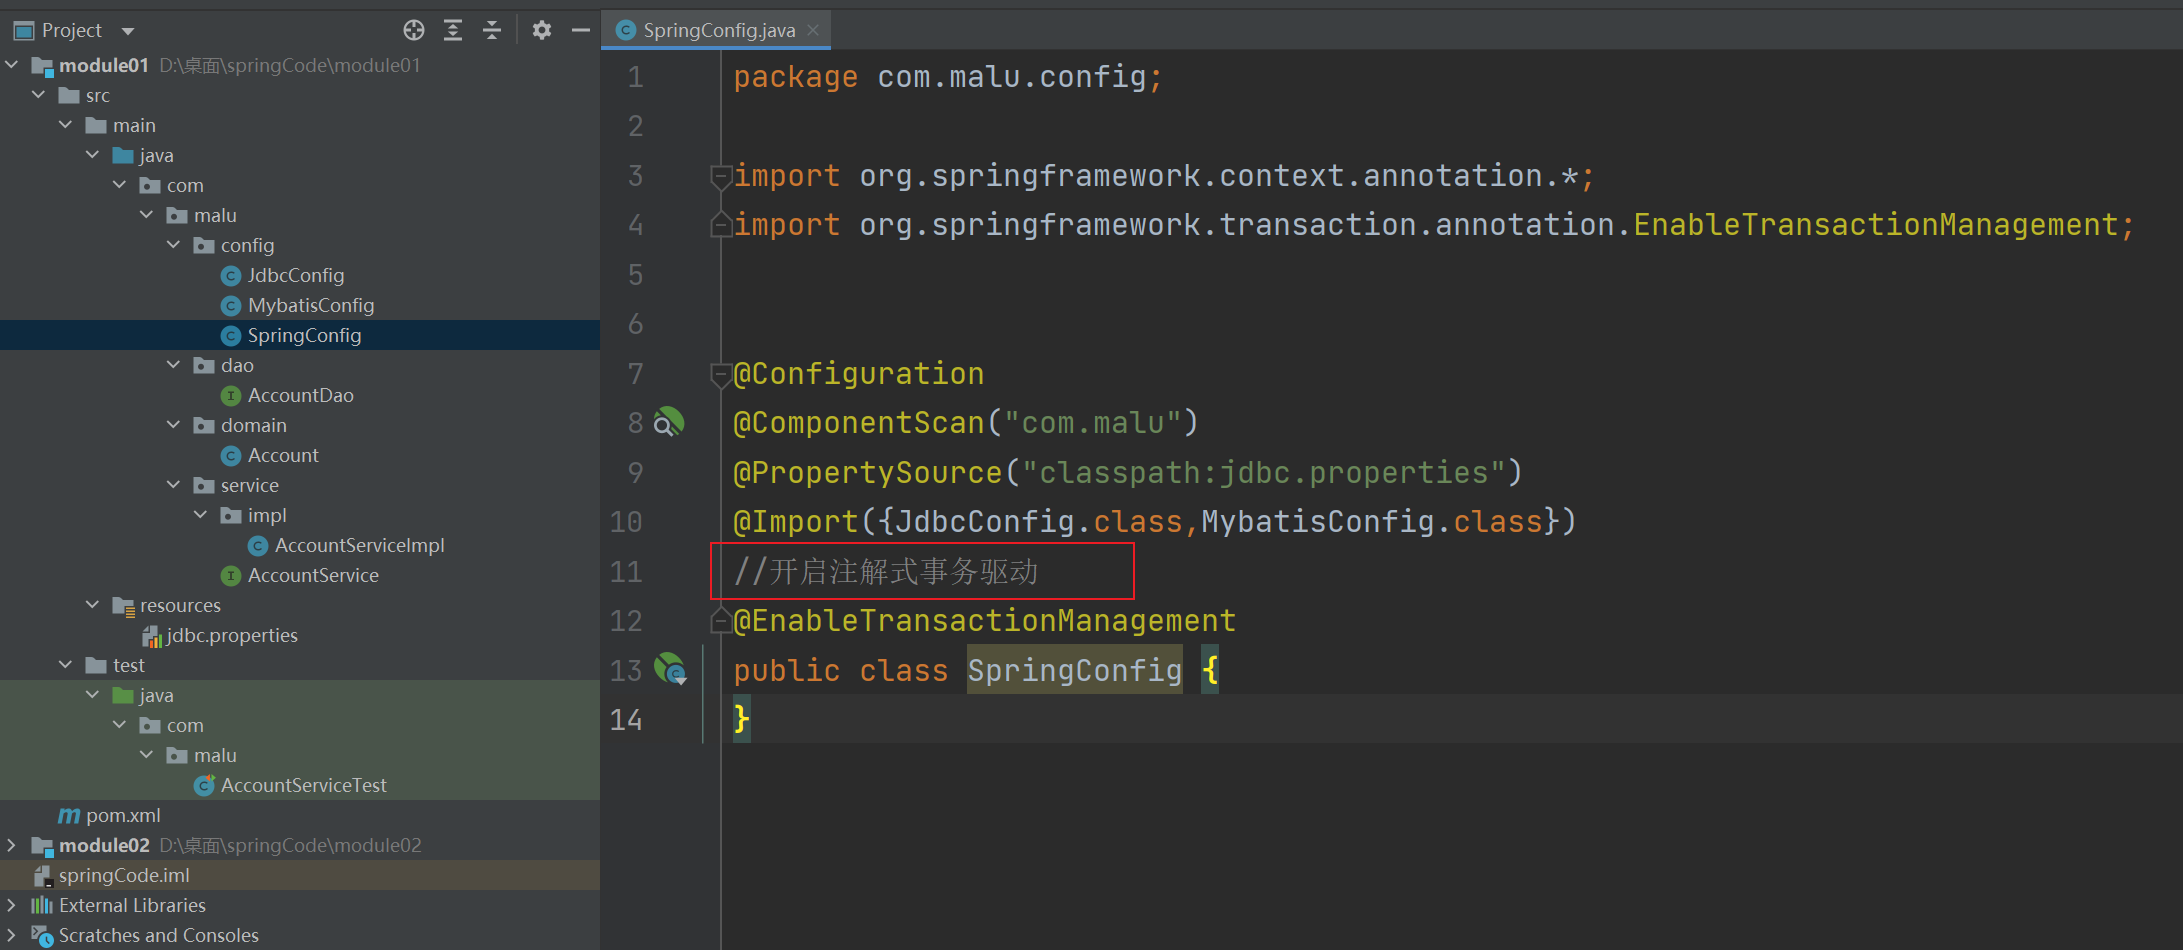 Project
module01 D:\桌面\springCode\module01
src
main
java
com
malu
config
JdbcConfig
MybatisConfig
SpringConfig
dao
AccountDao
domain
Account
service
impl
AccountServiceImpl
AccountService
resources
jdbc.properties
test
java
com
malu
AccountServiceTest
pom.xml
module02 D:\桌面\springCode\module02
springCode.iml
External Libraries
Scratches and Consoles
SpringConfig.java
1 package com.malu.config;
2
3 import org.springframework.context.annotation.*;
4 import org.springframework.transaction.annotation.EnableTransactionManagement;
5
6
7 @Configuration
8 @ComponentScan("com.malu")
9 @PropertySource("classpath:jdbc.properties")
10 @Import({JdbcConfig.class,MybatisConfig.class})
11 //开启注解式事务驱动
12 @EnableTransactionManagement
13 public class SpringConfig {
14 }